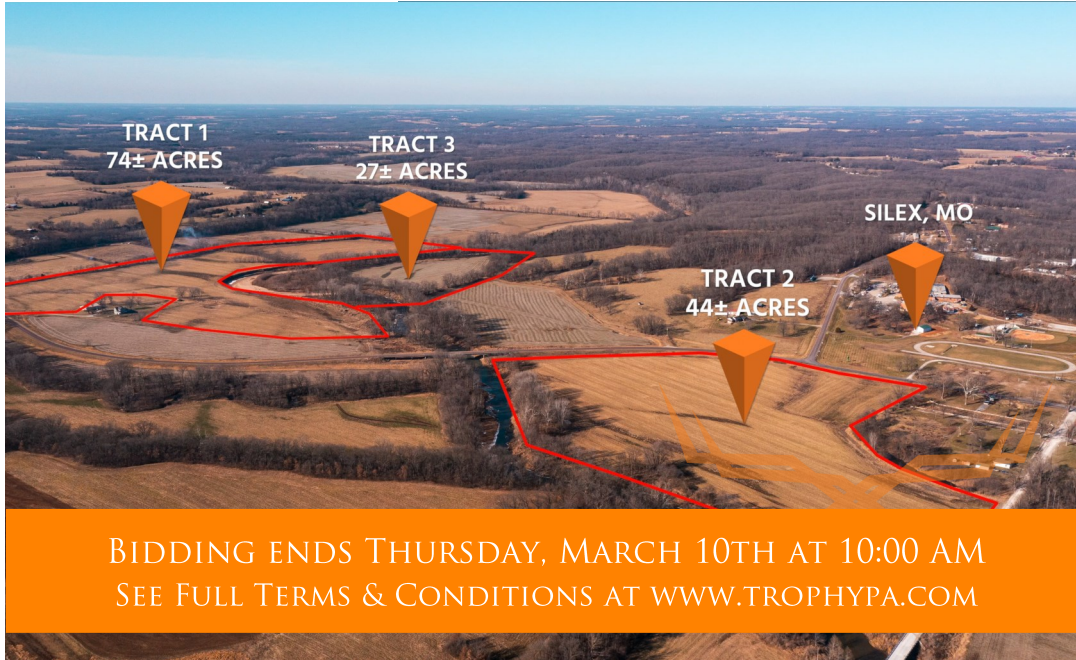 TRACT 1
74± ACRES
TRACT 3
27± ACRES
SILEX, MO
TRACT 2
44± ACRES
Bidding ends Thursday, March 10th at 10:00 AM
See Full Terms & Conditions at www.trophypa.com